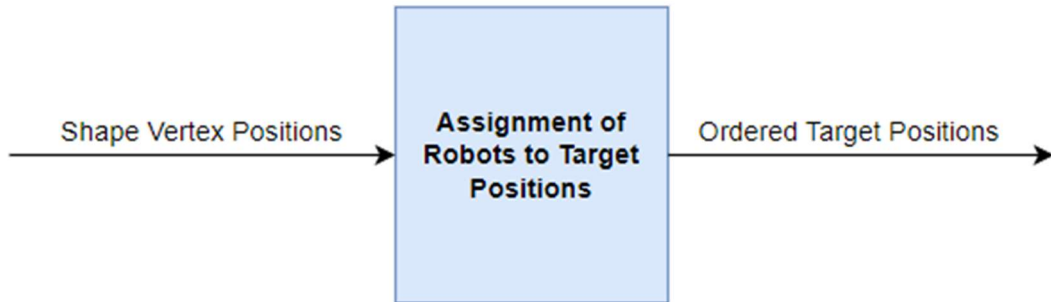 Shape Vertex Positions
Assignment of
Robots to Target
Positions
Ordered Target Positions